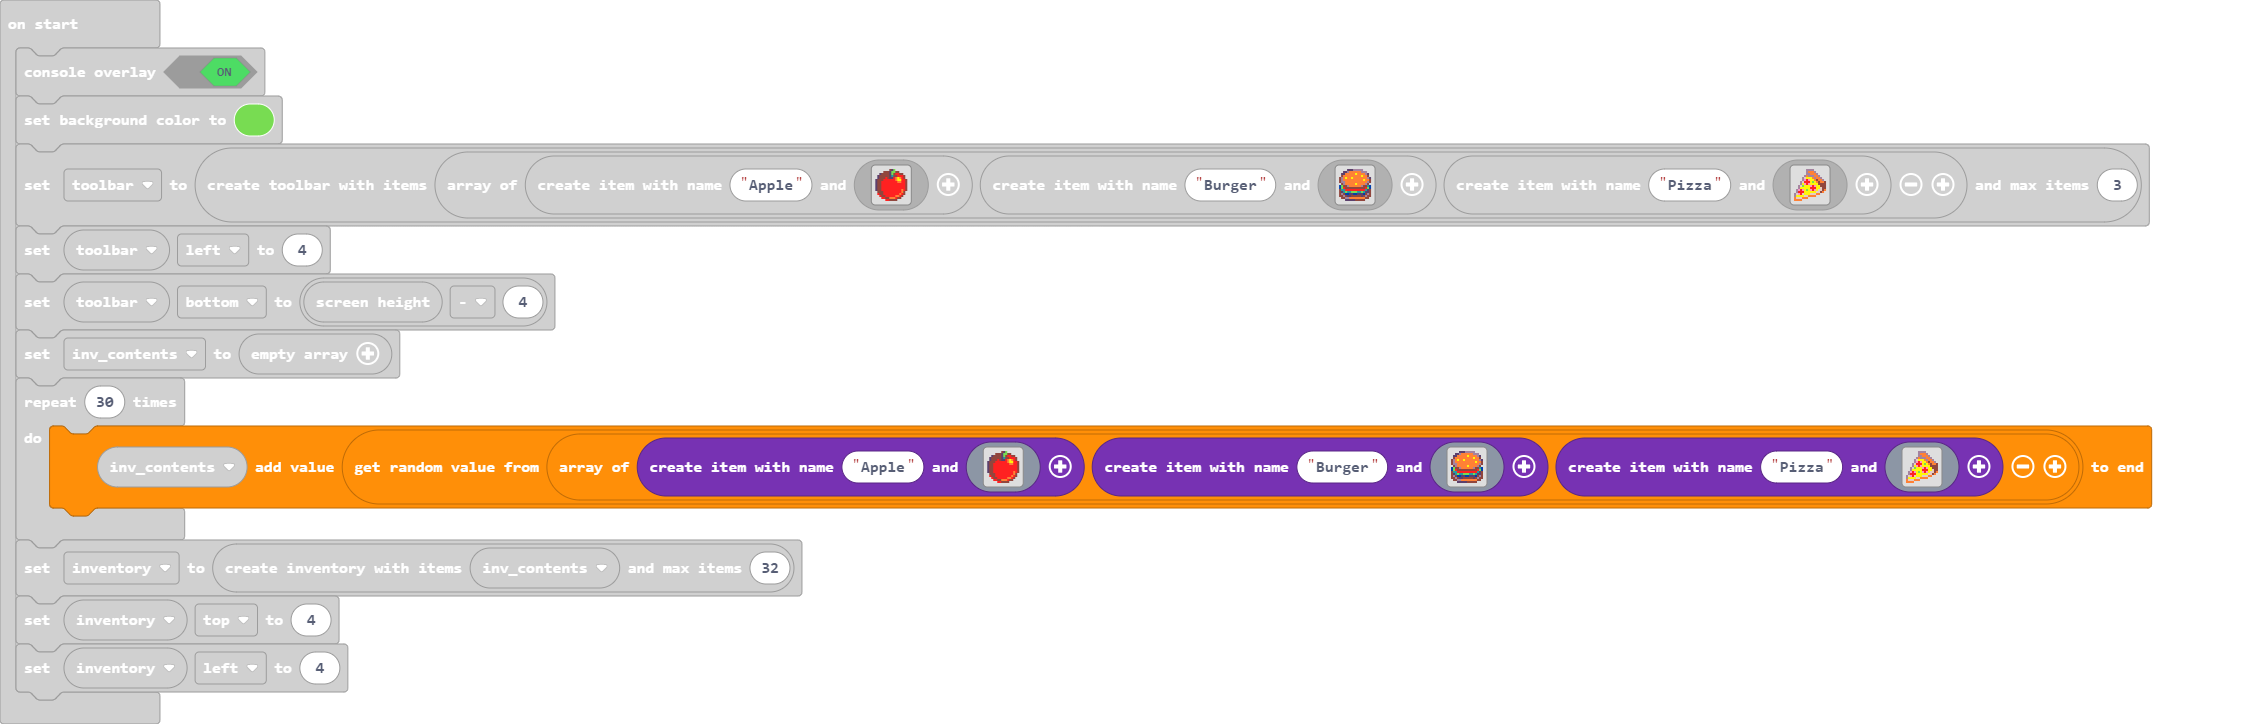 on start
console overlay ON
set background color to
set toolbar to create toolbar with items array of create item with name "Apple" and create item with name "Burger" and create item with name "Pizza" and and max items 3
set toolbar left to 4
set toolbar bottom to screen height - 4
set inv_contents to empty array
repeat 30 times
do inv_contents add value get random value from array of create item with name "Apple" and create item with name "Burger" and create item with name "Pizza" and to end
set inventory to create inventory with items inv_contents and max items 32
set inventory top to 4
set inventory left to 4